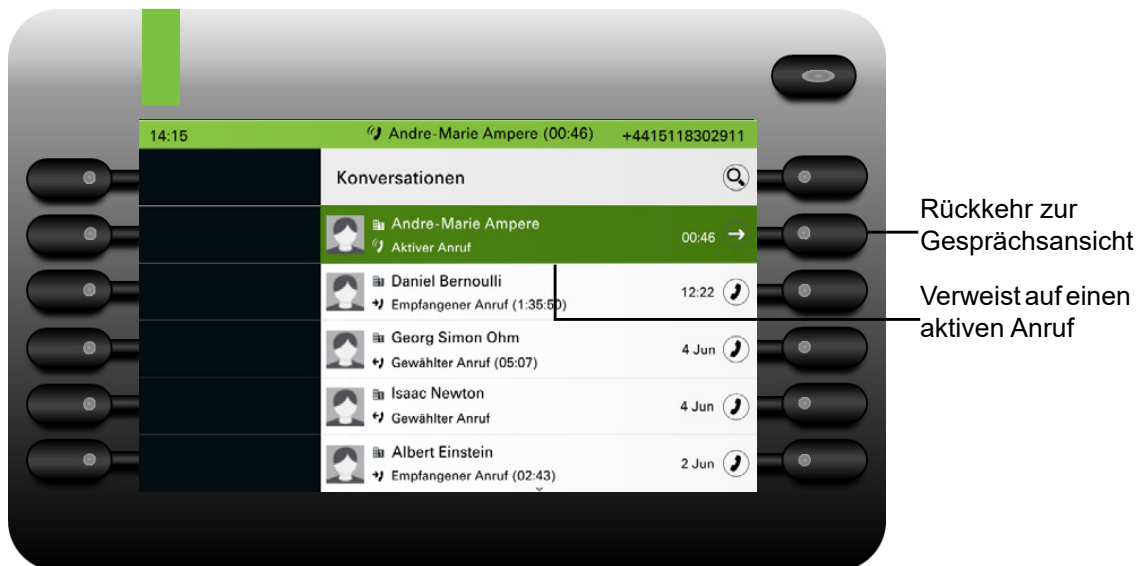 14:15 Andre-Marie Ampere (00:46) +4415118302911
Konversationen
Andre-Marie Ampere
Aktiver Anruf
00:46
Daniel Bernoulli
Empfangener Anruf (1:35:50)
12:22
Georg Simon Ohm
Gewählter Anruf (05:07)
4 Jun
Isaac Newton
Gewählter Anruf
4 Jun
Albert Einstein
Empfangener Anruf (02:43)
2 Jun
Rückkehr zur
Gesprächsansicht
Verweist auf einen
aktiven Anruf